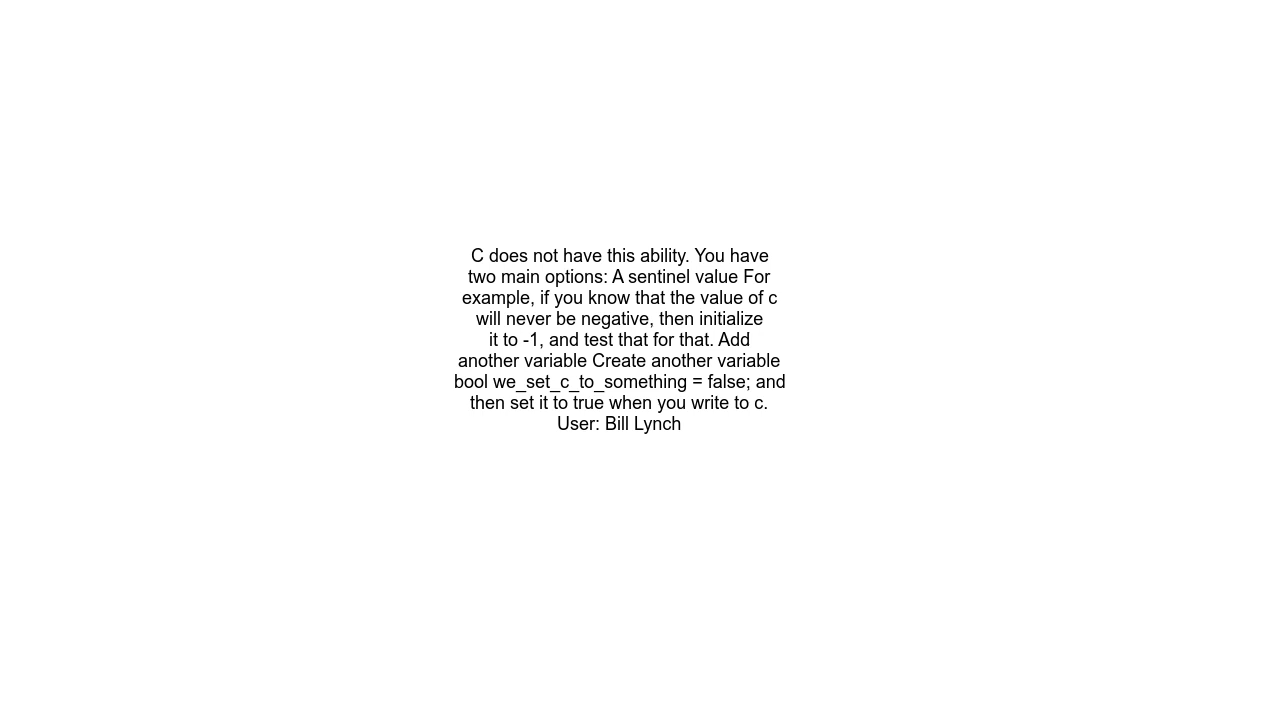 C does not have this ability. You have
two main options: A sentinel value For
example, if you know that the value of c
will never be negative, then initialize
it to -1, and test that for that. Add
another variable Create another variable
bool we_set_c_to_something = false; and
then set it to true when you write to c.
User: Bill Lynch